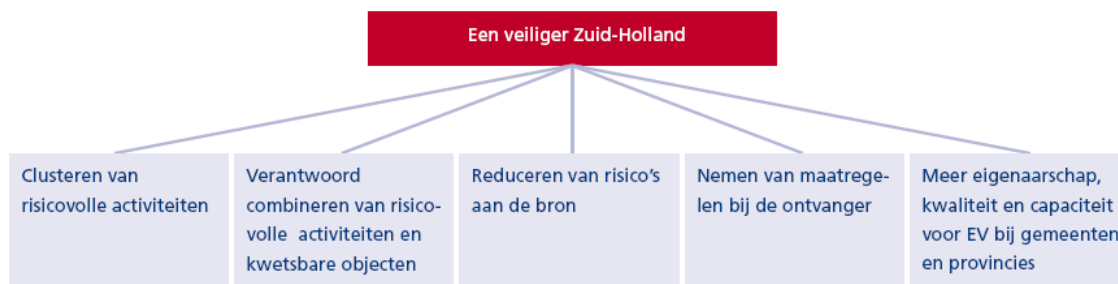 Een veiliger Zuid-Holland
Clusteren van
risicovolle activiteiten
Verantwoord
combineren van risico-
volle activiteiten en
kwetsbare objecten
Reduceren van risico's
aan de bron
Nemen van maatrege-
len bij de ontvanger
Meer eigenaarschap,
kwaliteit en capaciteit
voor EV bij gemeenten
en provincies